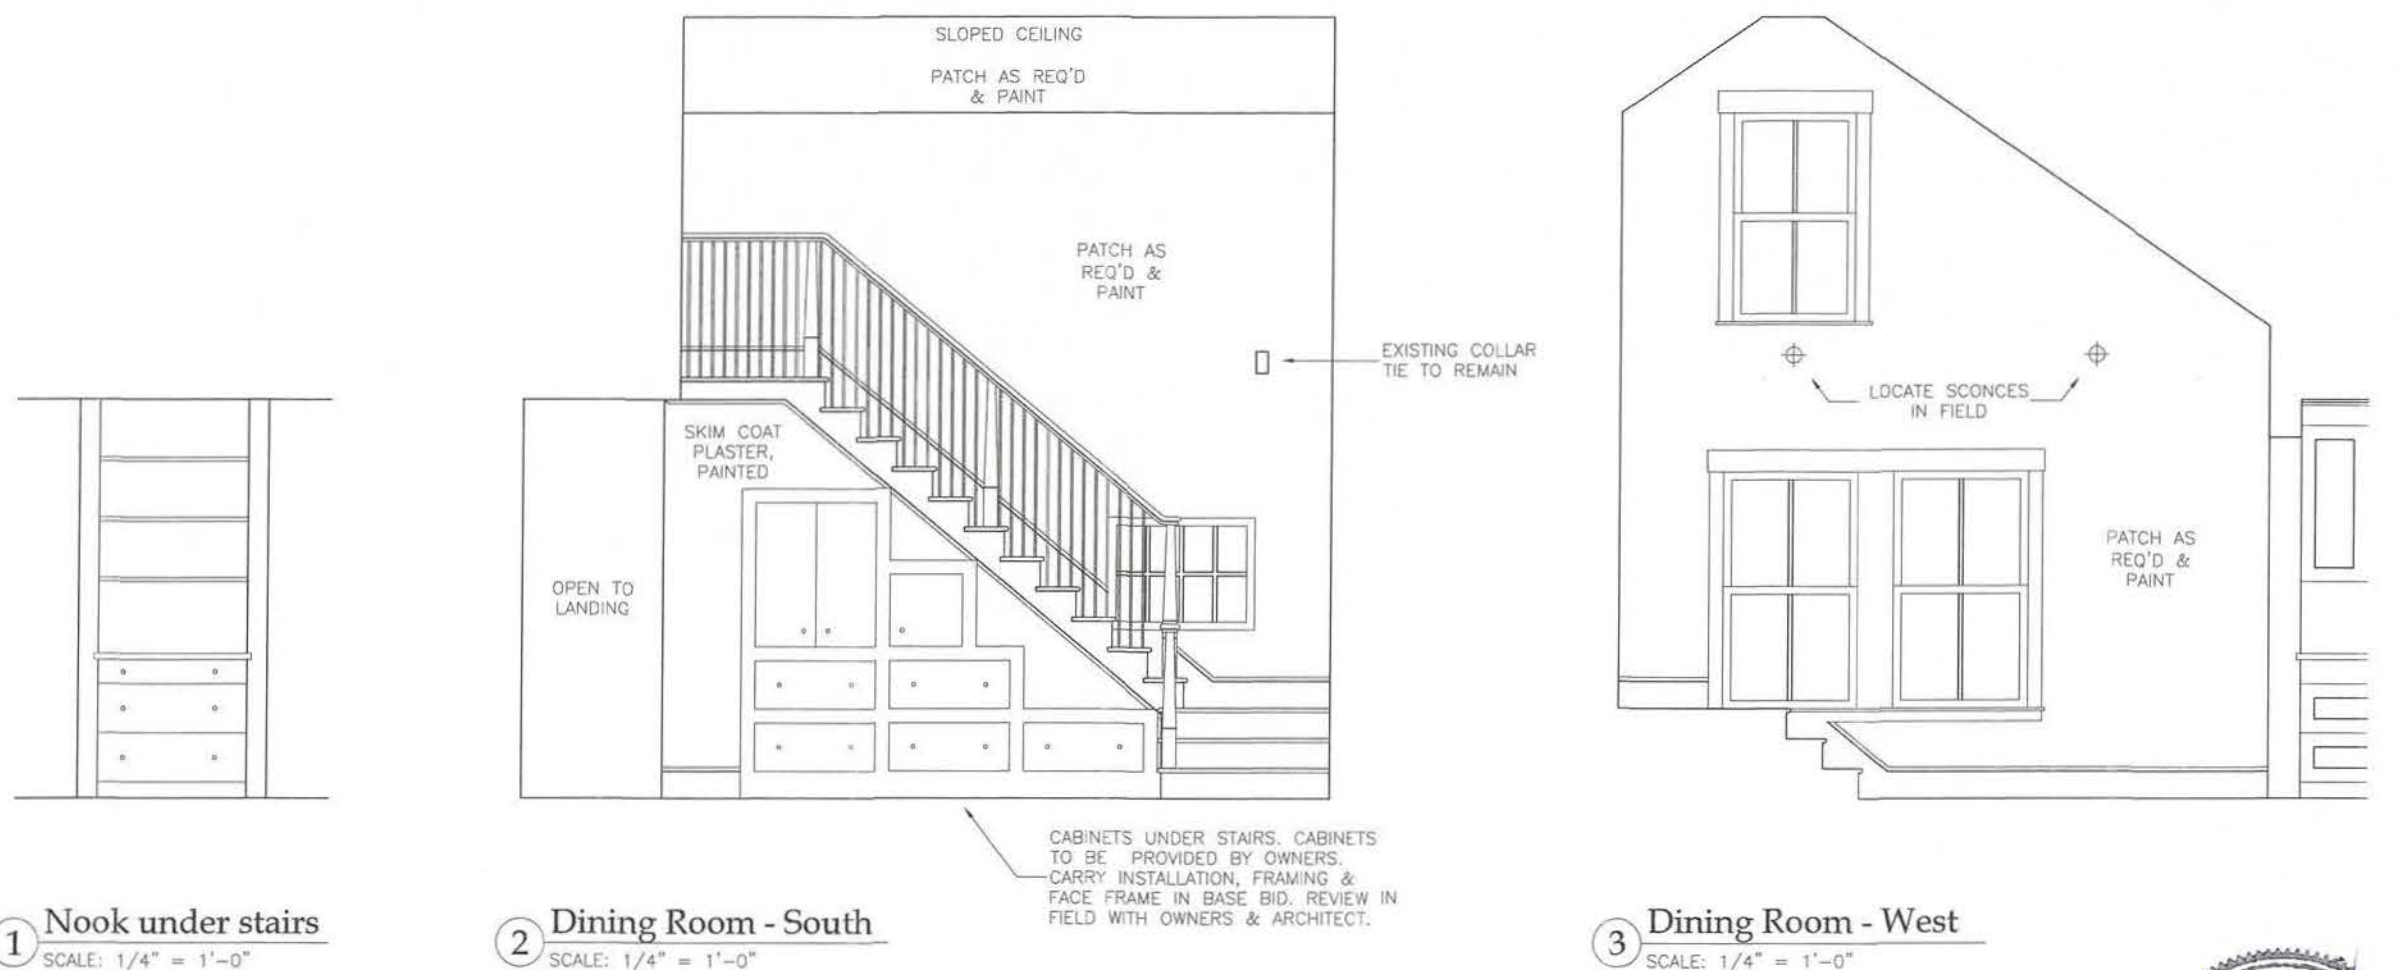 SLOPED CEILING
PATCH AS REQ'D
& PAINT
PATCH AS
REQ'D &
PAINT
EXISTING COLLAR
TIE TO REMAIN
SKIM COAT
PLASTER,
PAINTED
OPEN TO
LANDING
CABINETS UNDER STAIRS. CABINETS
TO BE PROVIDED BY OWNERS.
CARRY INSTALLATION, FRAMING &
FACE FRAME IN BASE BID. REVIEW IN
FIELD WITH OWNERS & ARCHITECT.
LOCATE SCONCES
IN FIELD
PATCH AS
REQ'D &
PAINT
1 Nook under stairs
SCALE: 1/4" = 1'-0"
2 Dining Room - South
SCALE: 1/4" = 1'-0"
3 Dining Room - West
SCALE: 1/4" = 1'-0"